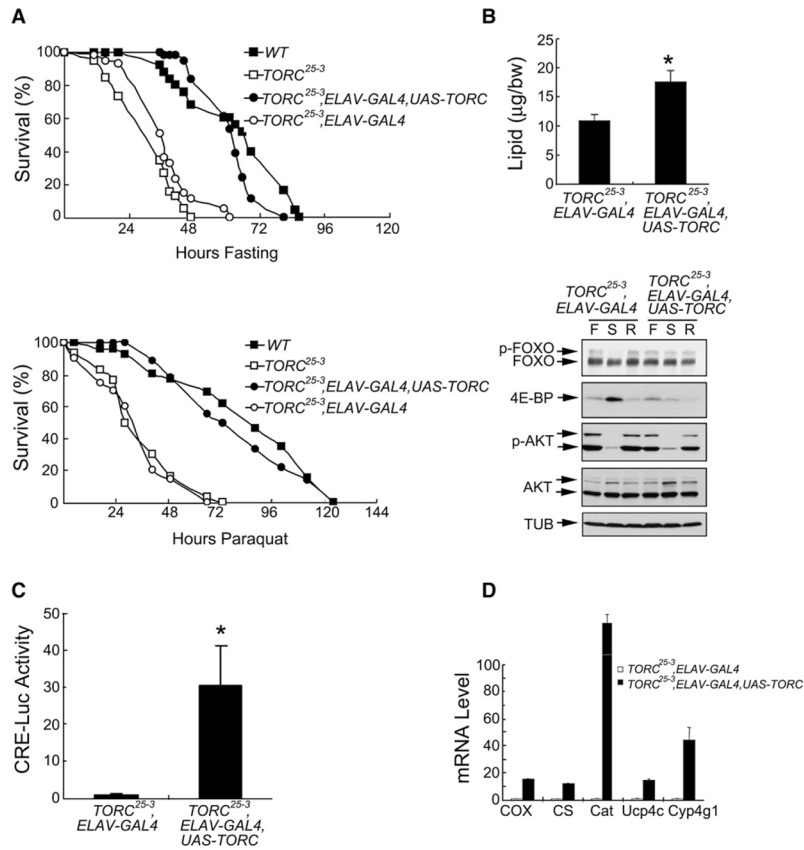 A
Survival (%)
100
80
60
40
20
0
24
48
72
96
120
Hours Fasting
WT
TORC25-3
TORC25-3,ELAV-GAL4,UAS-TORC
TORC25-3,ELAV-GAL4
Survival (%)
100
80
60
40
20
0
24
48
72
96
120
144
Hours Paraquat
WT
TORC25-3
TORC25-3,ELAV-GAL4,UAS-TORC
TORC25-3,ELAV-GAL4
B
Lipid (µg/bw)
25
20
15
10
5
0
*
TORC25-3,
ELAV-GAL4
TORC25-3,
ELAV-GAL4,
UAS-TORC
TORC25-3,
ELAV-GAL4
TORC25-3,
ELAV-GAL4,
UAS-TORC
F S R F S R
p-FOXO
FOXO
4E-BP
p-AKT
AKT
TUB
C
CRE-Luc Activity
50
40
30
20
10
0
*
TORC25-3,
ELAV-GAL4
TORC25-3,
ELAV-GAL4,
UAS-TORC
D
mRNA Level
100
80
60
40
20
0
TORC25-3,ELAV-GAL4
TORC25-3,ELAV-GAL4,UAS-TORC
COX CS Cat Ucp4c Cyp4g1